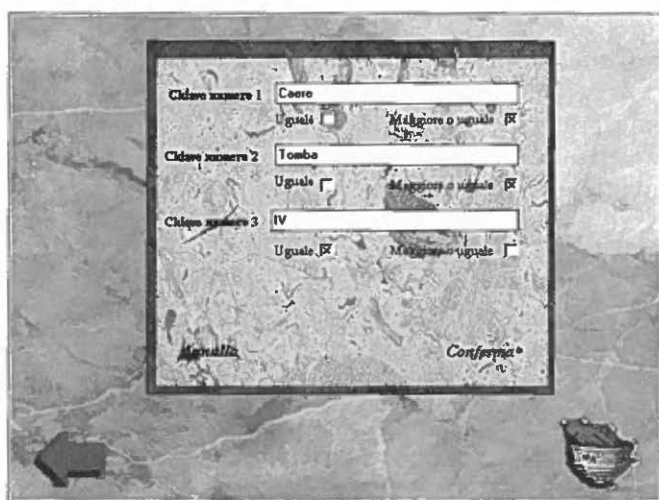 Chiave numero 1 Caere
Uguale Maggiore o uguale
Chiave numero 2 Tomba
Uguale Maggiore o uguale
Chiave numero 3 IV
Uguale Maggiore o uguale
Annulla Conferma